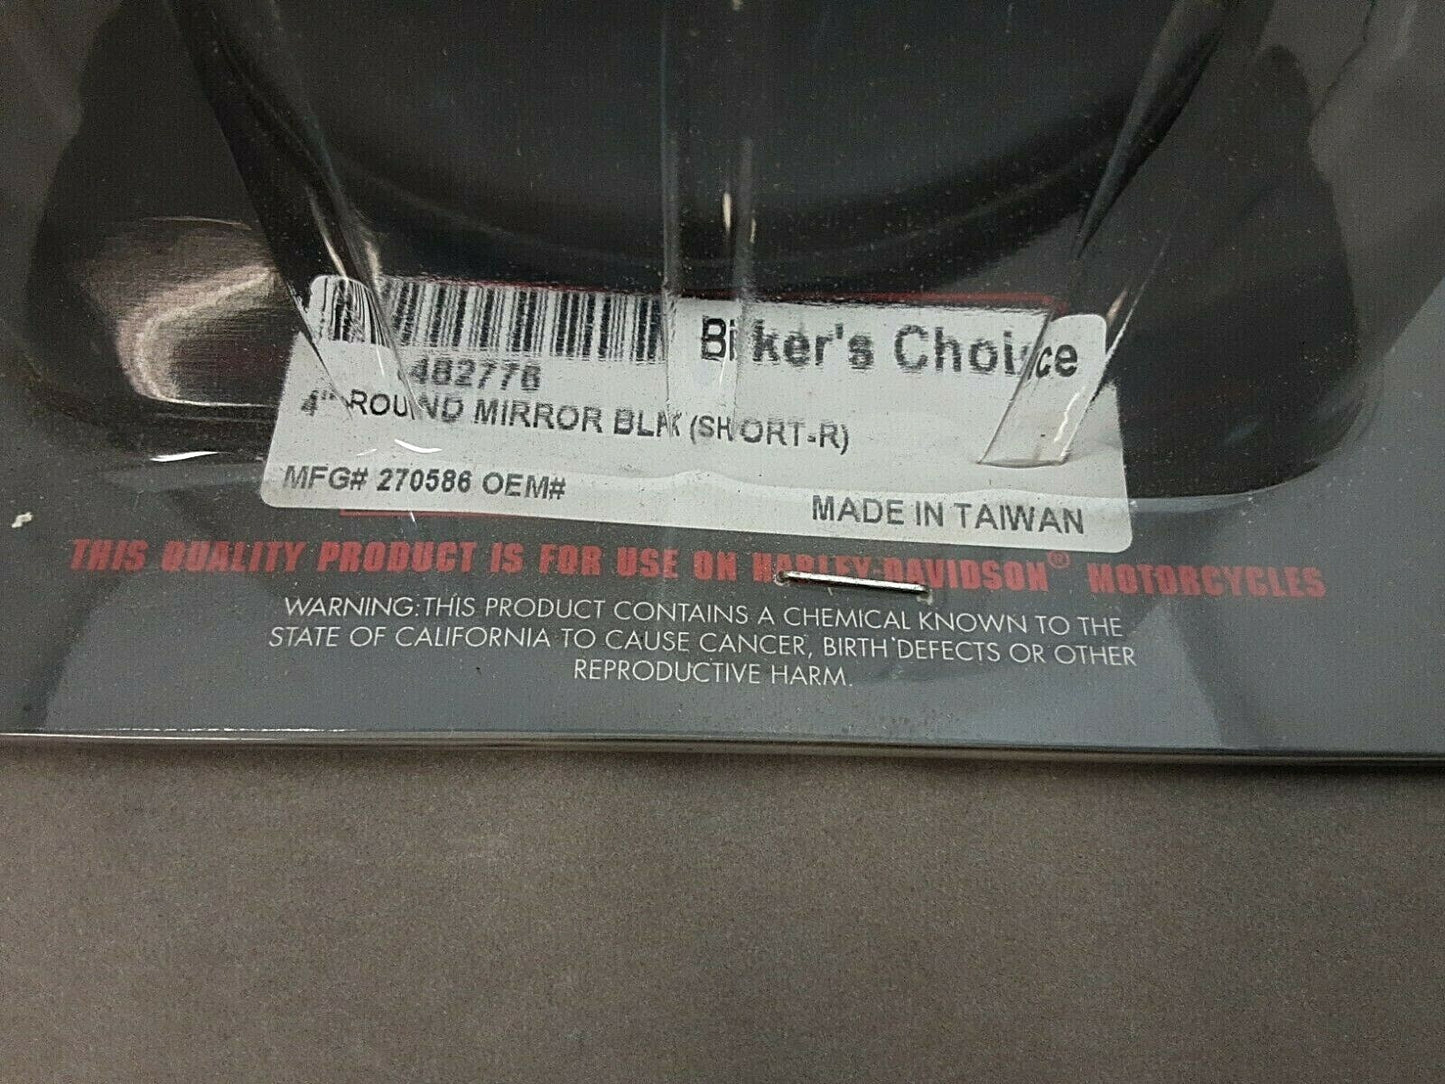 Biker's Choice
482776
4" ROUND MIRROR BLK (SHORT-R)
MFG# 270586 OEM#
MADE IN TAIWAN
THIS QUALITY PRODUCT IS FOR USE ON HARLEY-DAVIDSON® MOTORCYCLES
WARNING:THIS PRODUCT CONTAINS A CHEMICAL KNOWN TO THE
STATE OF CALIFORNIA TO CAUSE CANCER, BIRTH DEFECTS OR OTHER
REPRODUCTIVE HARM.